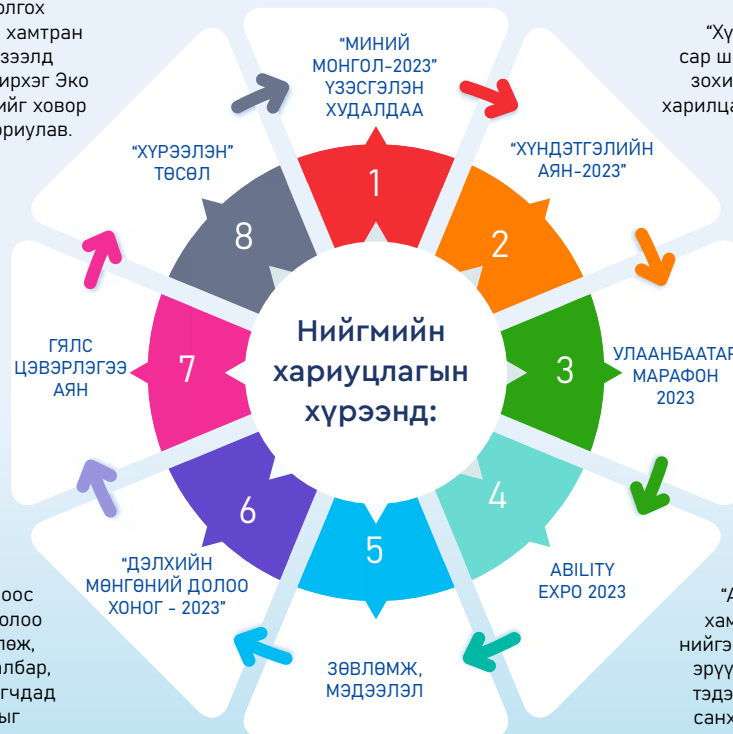 олгох
хамтран
зээлд
ирхэг Эко
ийг ховор
ориулав.
"Хү
сар ш
зохи
харилца
"МИНИЙ
МОНГОЛ-2023"
ҮЗЭСГЭЛЭН
ХУДАЛДАА
1
"ХҮНДЭТГЭЛИЙН
АЯН-2023"
2
УЛААНБААТАР
МАРАФОН
2023
3
ABILITY
EXPO 2023
4
ЗӨВЛӨМЖ,
МЭДЭЭЛЭЛ
5
"ДЭЛХИЙН
МӨНГӨНИЙ ДОЛОО
ХОНОГ - 2023"
6
ГЯЛС
ЦЭВЭРЛЭГЭЭ
АЯН
7
"ХҮРЭЭЛЭН"
ТӨСӨЛ
8
Нийгмийн
хариуцлагын
хүрээнд:
оос
олоо
лөж,
албар,
гчдад
ыг
"А
хам
нийгэ
эрүү
тэдэ
санх